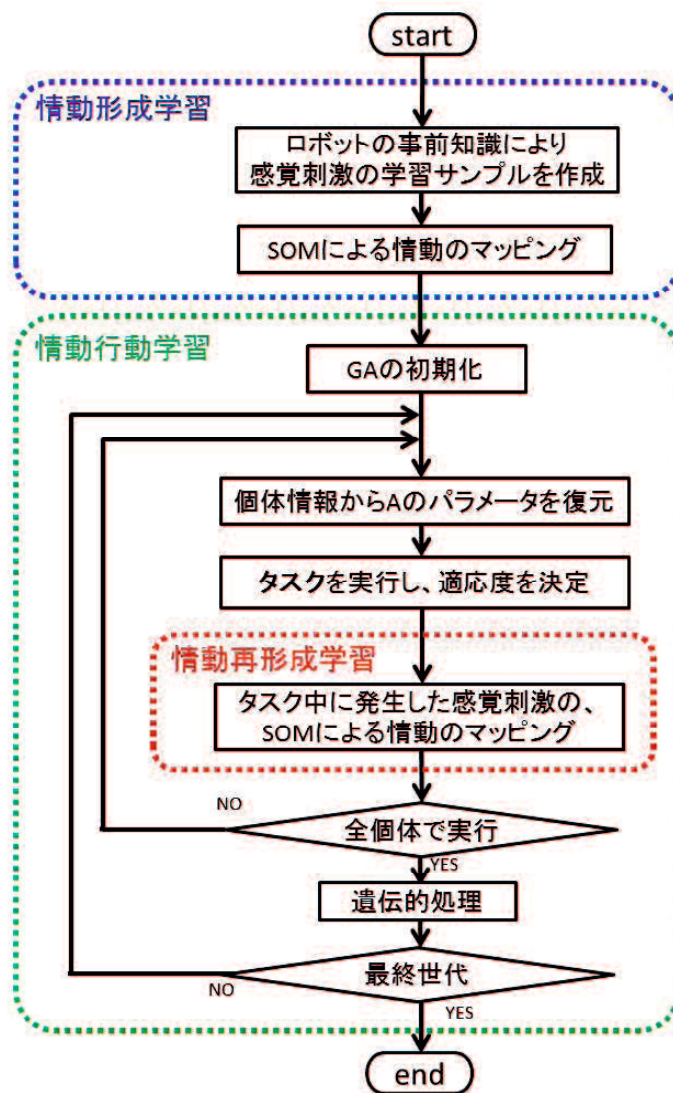 start
情動形成学習
ロボットの事前知識により
感覚刺激の学習サンプルを作成
SOMによる情動のマッピング
情動行動学習
GAの初期化
個体情報からAのパラメータを復元
タスクを実行し、適応度を決定
情動再形成学習
タスク中に発生した感覚刺激の、
SOMによる情動のマッピング
NO
全個体で実行
YES
遺伝的処理
最終世代
NO
YES
end